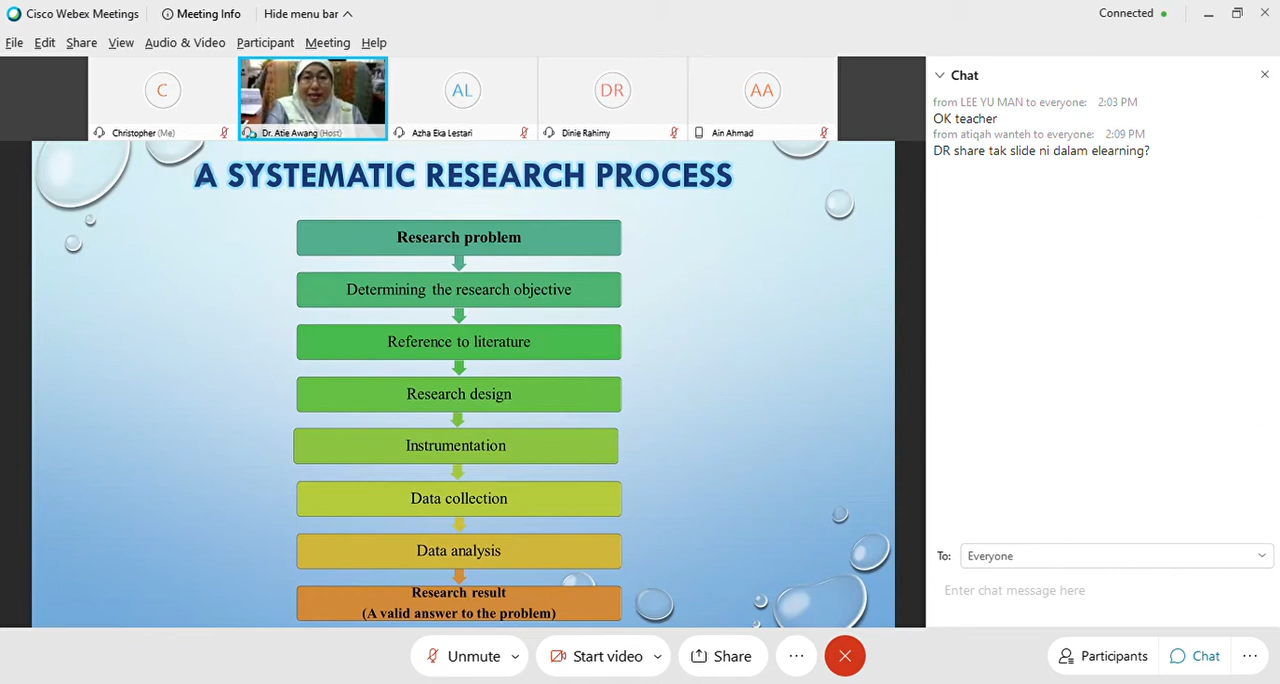 Cisco Webex Meetings
Meeting Info
Hide menu bar
Connected
File Edit Share View Audio & Video Participant Meeting Help
C
AL
DR
AA
Christopher (Me)
Dr. Atie Awang (Host)
Azha Eka Lestari
Dinie Rahimy
Ain Ahmad
A SYSTEMATIC RESEARCH PROCESS
Research problem
Determining the research objective
Reference to literature
Research design
Instrumentation
Data collection
Data analysis
Research result
(A valid answer to the problem)
Chat
from LEE YU MAN to everyone: 2:03 PM
OK teacher
from atiqah wanteh to everyone: 2:09 PM
DR share tak slide ni dalam elearning?
To: Everyone
Enter chat message here
Unmute
Start video
Share
Participants
Chat